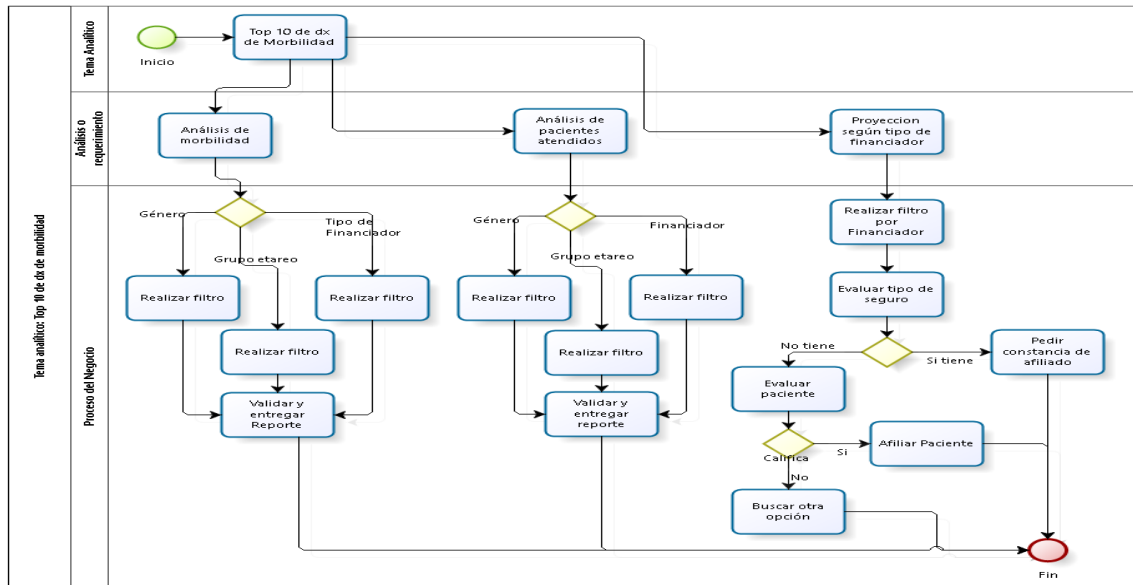 Tema analítico: Top 10 de dx de morbilidad
Tema Analítico
Inicio
Top 10 de dx
de Morbilidad
Análisis o
requerimiento
Análisis de
morbilidad
Análisis de
pacientes
atendidos
Proyeccion
según tipo de
financiador
Proceso del Negocio
Género
Tipo de
Financiador
Grupo etareo
Realizar filtro
Realizar filtro
Realizar filtro
Validar y
entregar
Reporte
Género
Financiador
Grupo etareo
Realizar filtro
Realizar filtro
Realizar filtro
Validar y
entregar
reporte
Realizar filtro
por
Financiador
Evaluar tipo de
seguro
No tiene
Si tiene
Pedir
constancia de
afiliado
Evaluar
paciente
Califica
Si
Afiliar Paciente
No
Buscar otra
opción
Fin